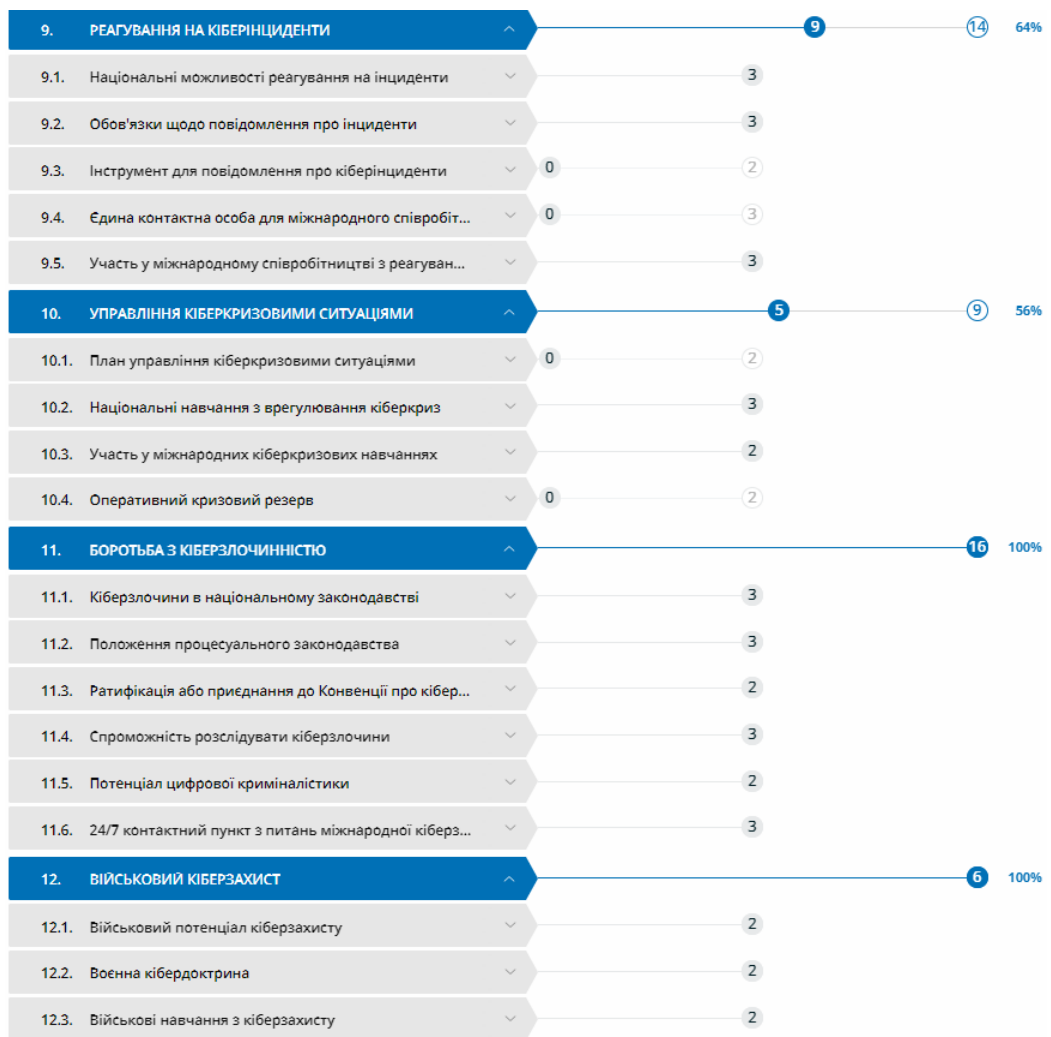 9. РЕАГУВАННЯ НА КІБЕРІНЦИДЕНТИ 9 14 64%
9.1. Національні можливості реагування на інциденти 3
9.2. Обов'язки щодо повідомлення про інциденти 3
9.3. Інструмент для повідомлення про кіберінциденти 0 2
9.4. Єдина контактна особа для міжнародного співробіт... 0 3
9.5. Участь у міжнародному співробітництві з реагуван... 3
10. УПРАВЛІННЯ КІБЕРКРИЗОВИМИ СИТУАЦІЯМИ 5 9 56%
10.1. План управління кіберкризовими ситуаціями 0 2
10.2. Національні навчання з врегулювання кіберкриз 3
10.3. Участь у міжнародних кіберкризових навчаннях 2
10.4. Оперативний кризовий резерв 0 2
11. БОРОТЬБА З КІБЕРЗЛОЧИННІСТЮ 16 100%
11.1. Кіберзлочини в національному законодавстві 3
11.2. Положення процесуального законодавства 3
11.3. Ратифікація або приєднання до Конвенції про кібер... 2
11.4. Спроможність розслідувати кіберзлочини 3
11.5. Потенціал цифрової криміналістики 2
11.6. 24/7 контактний пункт з питань міжнародної кіберз... 3
12. ВІЙСЬКОВИЙ КІБЕРЗАХИСТ 6 100%
12.1. Військовий потенціал кіберзахисту 2
12.2. Воєнна кібердоктрина 2
12.3. Військові навчання з кіберзахисту 2